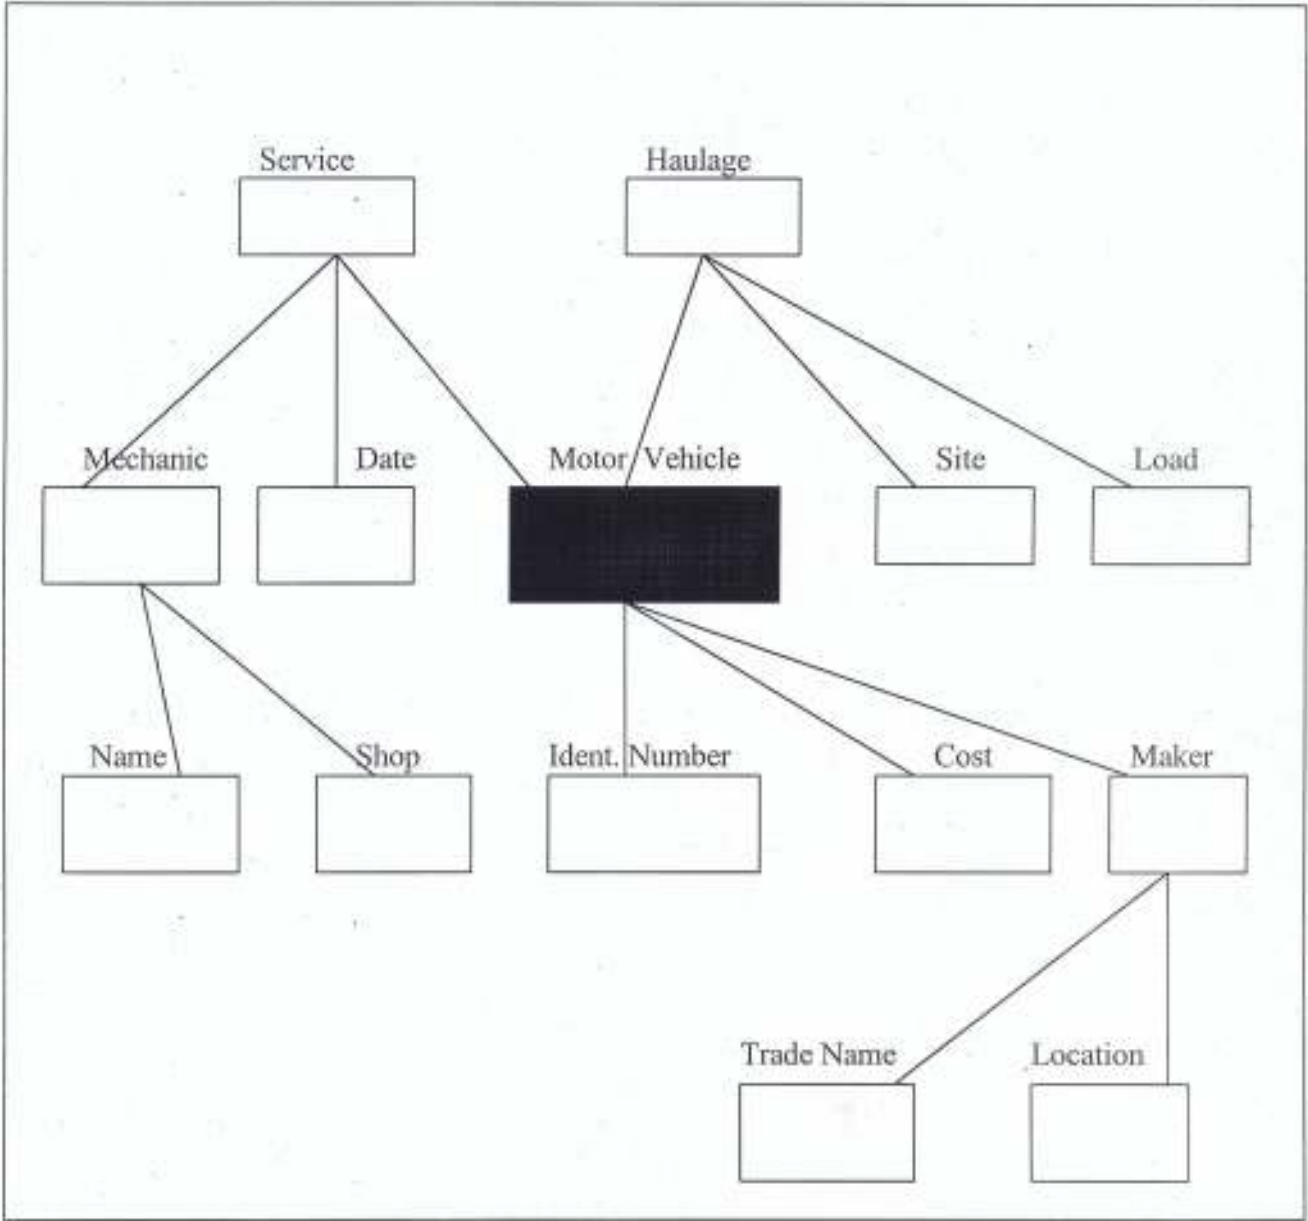 Service
Haulage
Mechanic
Date
Motor Vehicle
Site
Load
Name
Shop
Ident. Number
Cost
Maker
Trade Name
Location